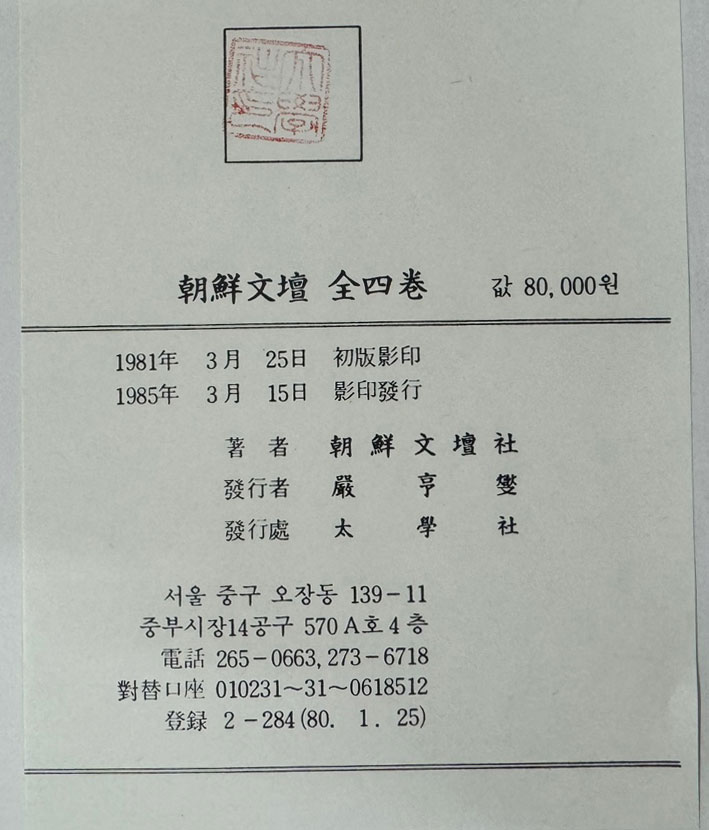 太學社印
朝鮮文壇 全四卷 값 80,000원
1981年 3月 25日 初版影印
1985年 3月 15日 影印發行
著者 朝鮮文壇社
發行者 嚴亨燮
發行處 太學社
서울 중구 오장동 139-11
중부시장14공구 570 A호 4층
電話 265-0663, 273-6718
對替口座 010231~31~0618512
登録 2-284(80. 1. 25)